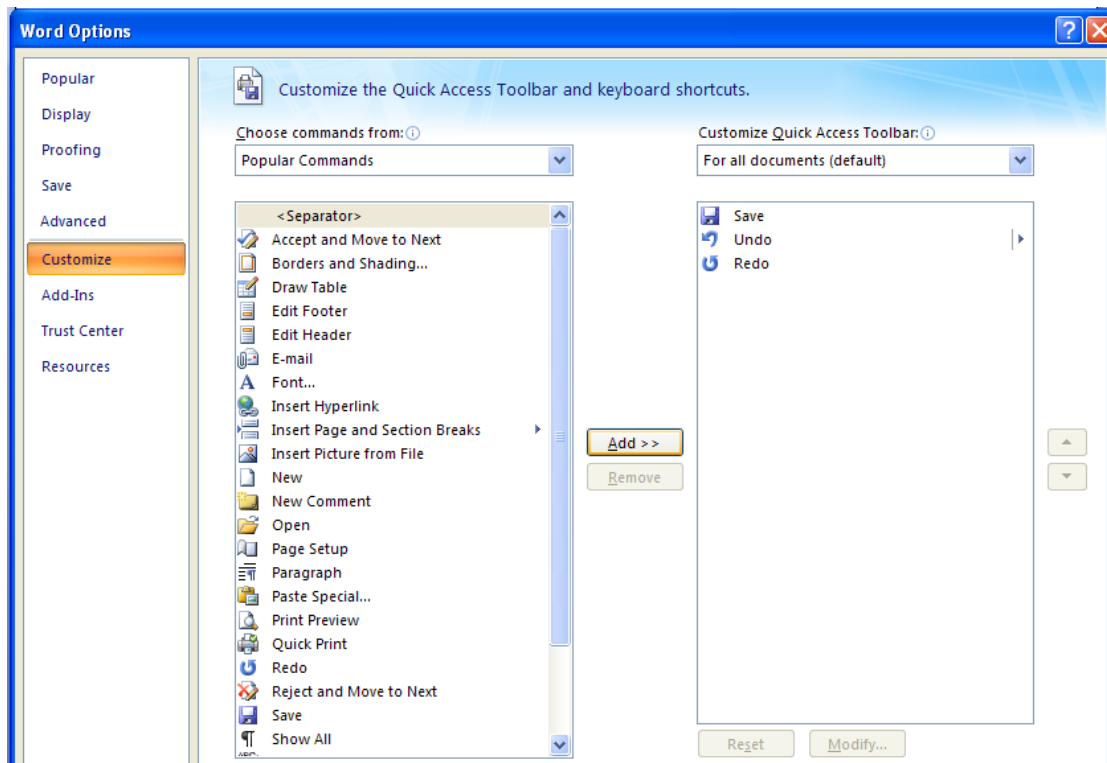 Word Options
Popular
Display
Proofing
Save
Advanced
Customize
Add-Ins
Trust Center
Resources
Customize the Quick Access Toolbar and keyboard shortcuts.
Choose commands from:
Popular Commands
<Separator>
Accept and Move to Next
Borders and Shading...
Draw Table
Edit Footer
Edit Header
E-mail
Font...
Insert Hyperlink
Insert Page and Section Breaks
Insert Picture from File
New
New Comment
Open
Page Setup
Paragraph
Paste Special...
Print Preview
Quick Print
Redo
Reject and Move to Next
Save
Show All
Add >>
Remove
Customize Quick Access Toolbar:
For all documents (default)
Save
Undo
Redo
Reset
Modify...